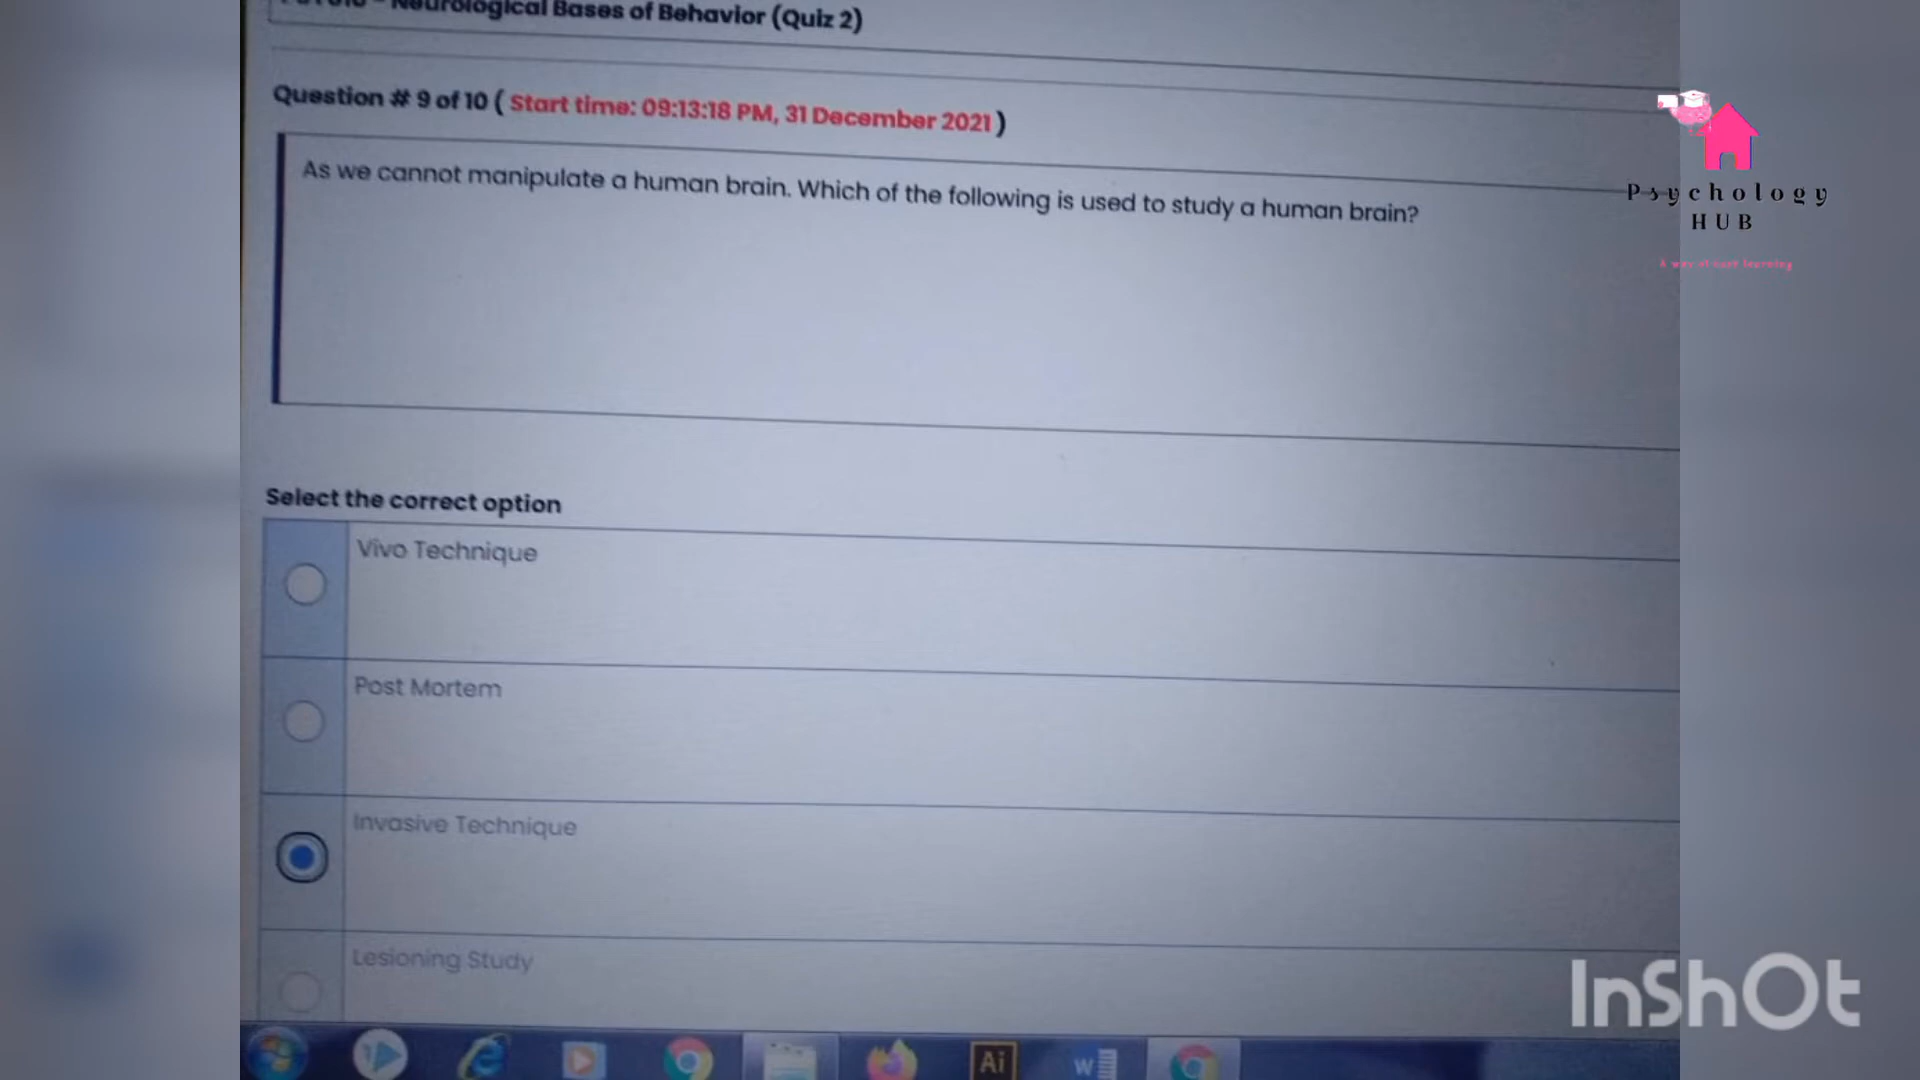 Neurological Bases of Behavior (Quiz 2)
Question # 9 of 10 ( Start time: 09:13:18 PM, 31 December 2021 )
As we cannot manipulate a human brain. Which of the following is used to study a human brain?
Psychology
HUB
Select the correct option
Vivo Technique
Post Mortem
Invasive Technique
Lesioning Study
InShOt
Ai
W